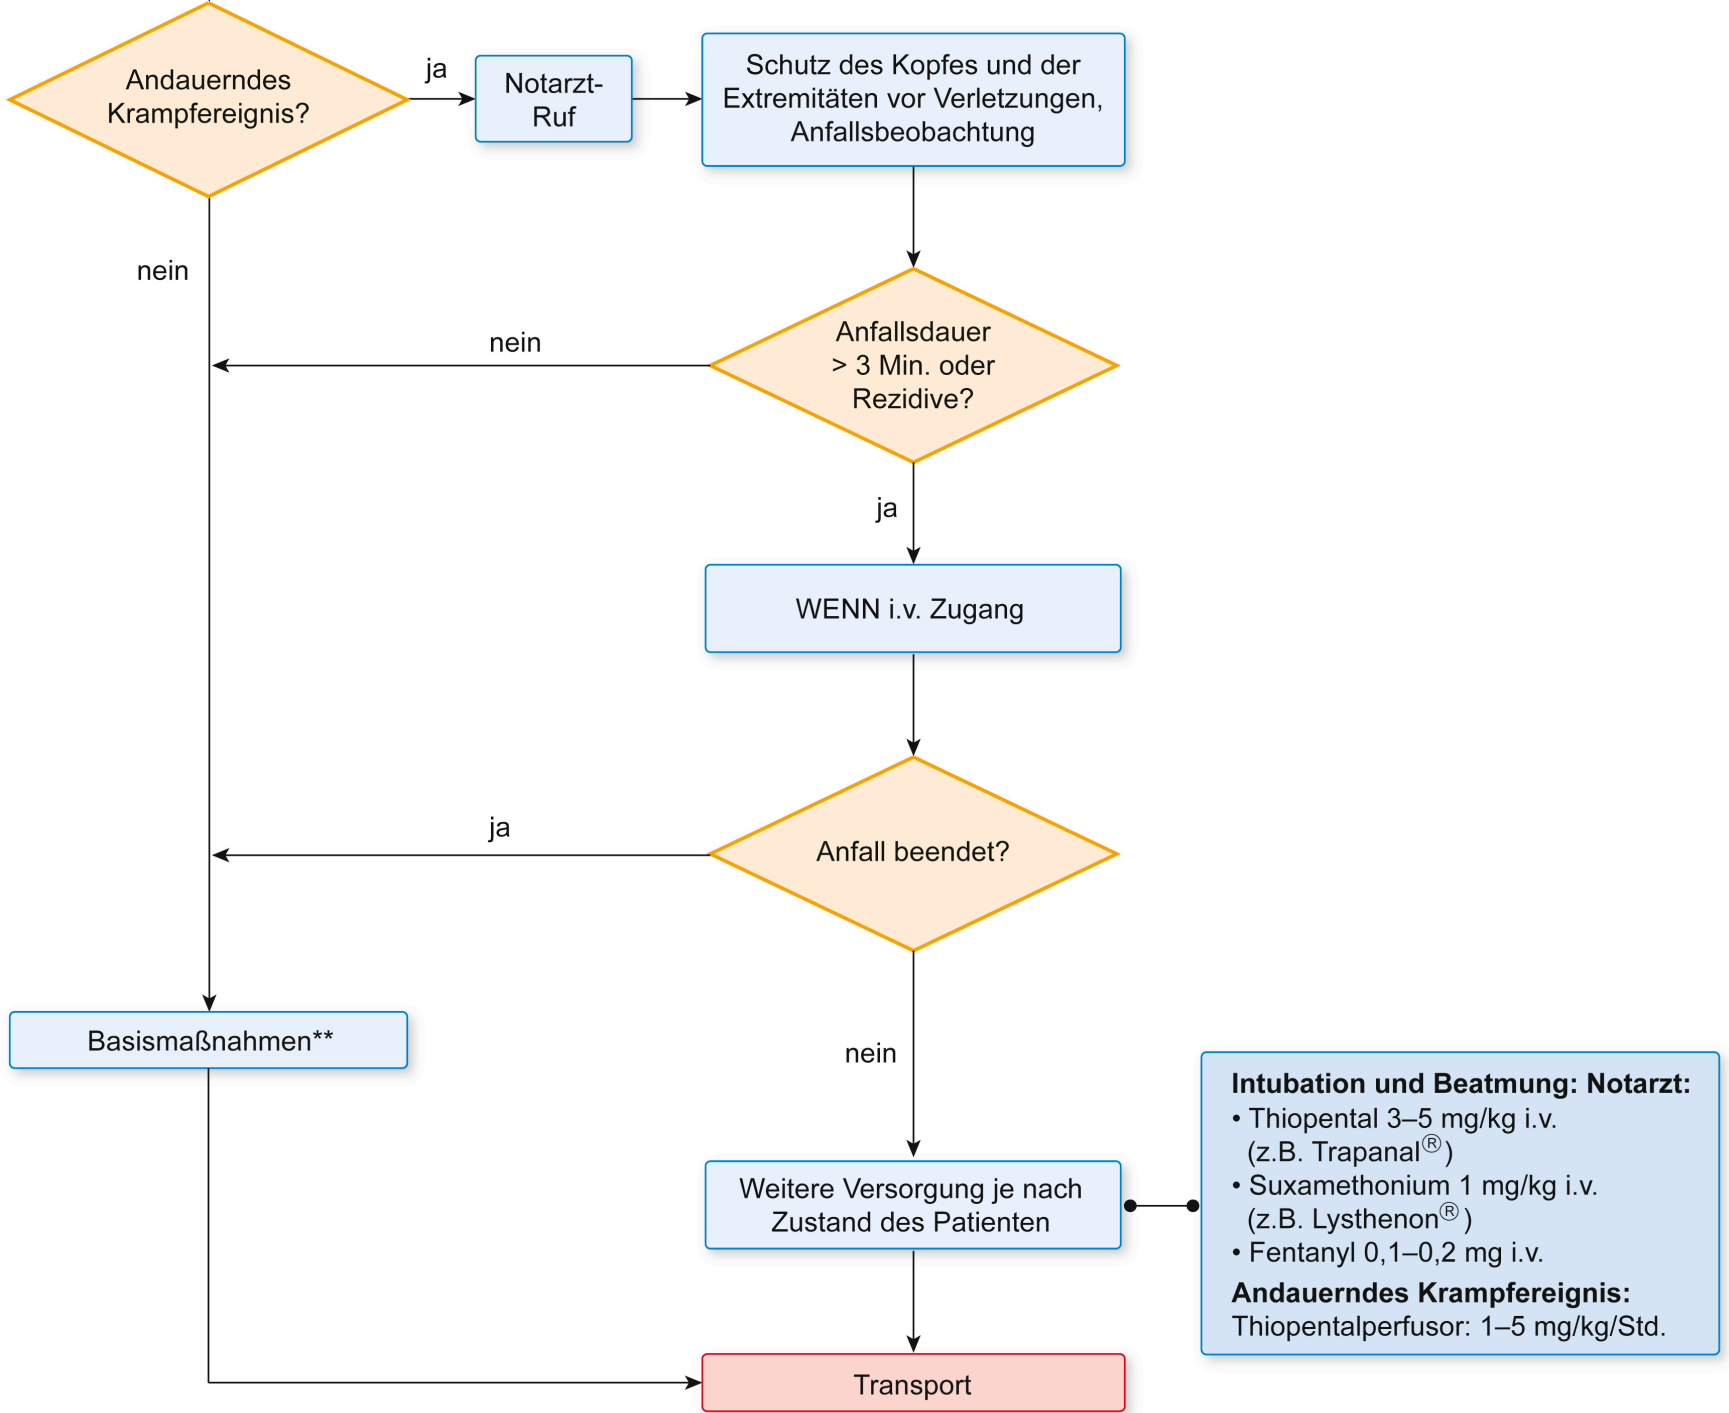 Andauerndes
Krampfereignis?
ja
Notarzt-
Ruf
Schutz des Kopfes und der
Extremitäten vor Verletzungen,
Anfallsbeobachtung
nein
Anfallsdauer
> 3 Min. oder
Rezidive?
nein
ja
WENN i.v. Zugang
Anfall beendet?
ja
nein
Basismaßnahmen**
Weitere Versorgung je nach
Zustand des Patienten
Intubation und Beatmung: Notarzt:
• Thiopental 3–5 mg/kg i.v.
(z.B. Trapanal®)
• Suxamethonium 1 mg/kg i.v.
(z.B. Lysthenon®)
• Fentanyl 0,1–0,2 mg i.v.
Andauerndes Krampfereignis:
Thiopentalperfusor: 1–5 mg/kg/Std.
Transport